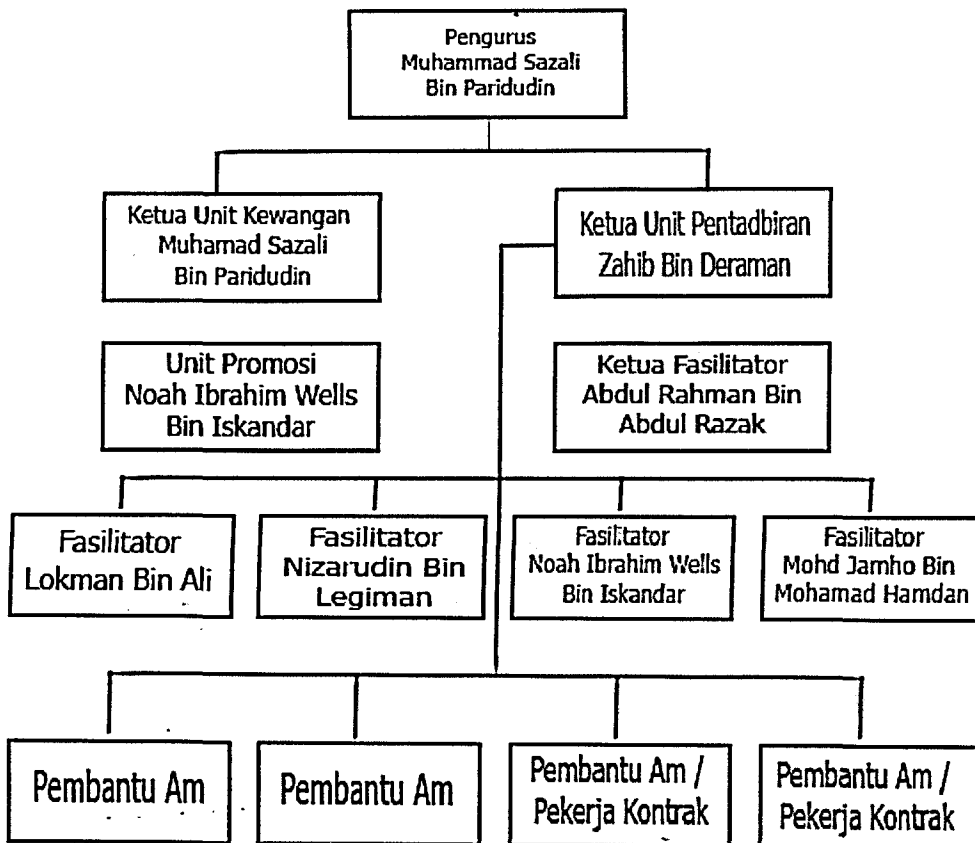 Pengurus
Muhammad Sazali
Bin Paridudin
Ketua Unit Kewangan
Muhamad Sazali
Bin Paridudin
Ketua Unit Pentadbiran
Zahib Bin Deraman
Unit Promosi
Noah Ibrahim Wells
Bin Iskandar
Ketua Fasilitator
Abdul Rahman Bin
Abdul Razak
Fasilitator
Lokman Bin Ali
Fasilitator
Nizarudin Bin
Legiman
Fasilitator
Noah Ibrahim Wells
Bin Iskandar
Fasilitator
Mohd Jamho Bin
Mohamad Hamdan
Pembantu Am
Pembantu Am
Pembantu Am /
Pekerja Kontrak
Pembantu Am /
Pekerja Kontrak